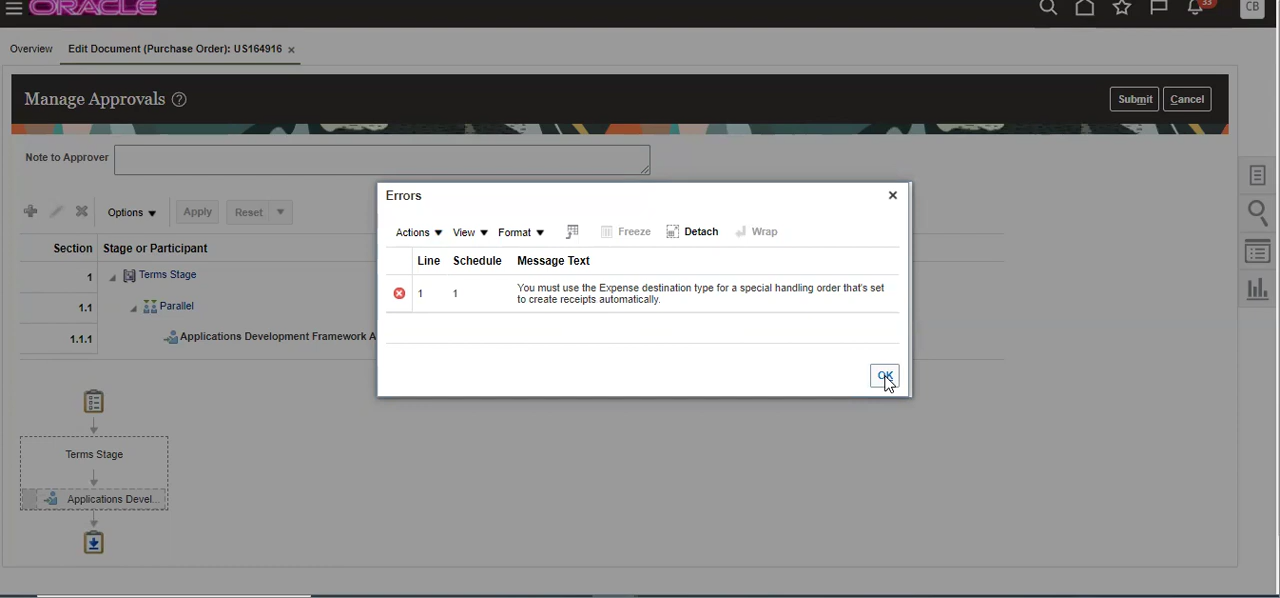 ORACLE
33
CB
Overview
Edit Document (Purchase Order): US164916 ×
Manage Approvals ?
Submit
Cancel
Note to Approver
Options
Apply
Reset
Section
Stage or Participant
1
Terms Stage
1.1
Parallel
1.1.1
Applications Development Framework A
Errors
Actions
View
Format
Freeze
Detach
Wrap
Line
Schedule
Message Text
1
1
You must use the Expense destination type for a special handling order that's set
to create receipts automatically.
OK
Terms Stage
Applications Devel...